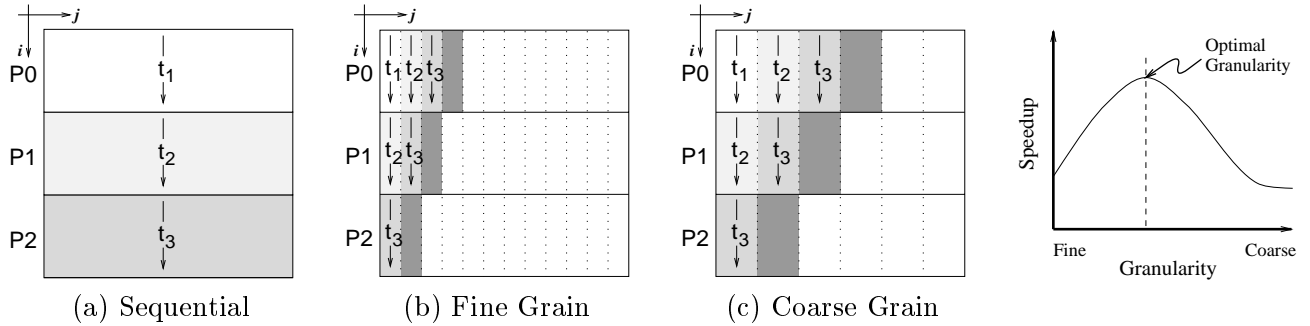 j
i
P0
t1
P1
t2
P2
t3
(a) Sequential
j
i
P0
t1 t2 t3
P1
t2 t3
P2
t3
(b) Fine Grain
j
i
P0
t1 t2 t3
P1
t2 t3
P2
t3
(c) Coarse Grain
Optimal
Granularity
Speedup
Fine
Coarse
Granularity